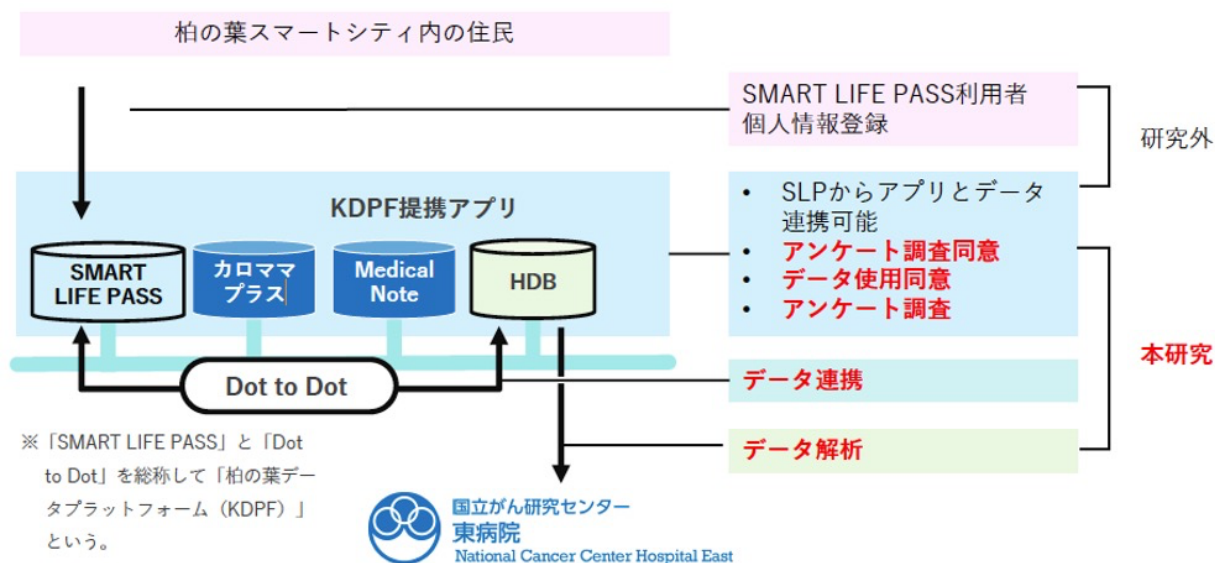 柏の葉スマートシティ内の住民
SMART LIFE PASS利用者
個人情報登録
研究外
KDPF提携アプリ
SMART
LIFE PASS
カロママ
プラス
Medical
Note
HDB
• SLPからアプリとデータ
連携可能
• アンケート調査同意
• データ使用同意
• アンケート調査
本研究
Dot to Dot
データ連携
データ解析
※「SMART LIFE PASS」と「Dot
to Dot」を総称して「柏の葉デー
タプラットフォーム（KDPF）」
という。
国立がん研究センター
東病院
National Cancer Center Hospital East